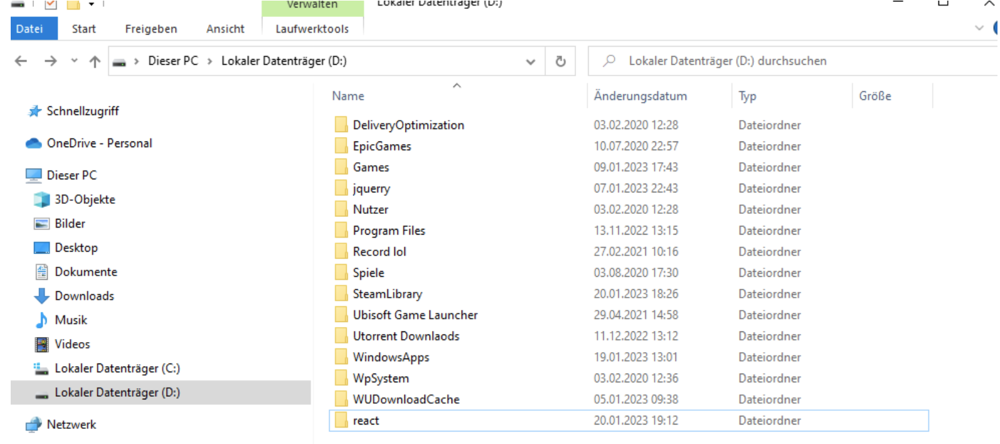 Verwalten Lokaler Datenträger (D:)
Datei Start Freigeben Ansicht Laufwerktools
Dieser PC > Lokaler Datenträger (D:) Lokaler Datenträger (D:) durchsuchen
Schnellzugriff
OneDrive - Personal
Dieser PC
3D-Objekte
Bilder
Desktop
Dokumente
Downloads
Musik
Videos
Lokaler Datenträger (C:)
Lokaler Datenträger (D:)
Netzwerk
Name Änderungsdatum Typ Größe
DeliveryOptimization 03.02.2020 12:28 Dateiordner
EpicGames 10.07.2020 22:57 Dateiordner
Games 09.01.2023 17:43 Dateiordner
jquerry 07.01.2023 22:43 Dateiordner
Nutzer 03.02.2020 12:28 Dateiordner
Program Files 13.11.2022 13:15 Dateiordner
Record lol 27.02.2021 10:16 Dateiordner
Spiele 03.08.2020 17:30 Dateiordner
SteamLibrary 20.01.2023 18:26 Dateiordner
Ubisoft Game Launcher 29.04.2021 14:58 Dateiordner
Utorrent Downlaods 11.12.2022 13:12 Dateiordner
WindowsApps 19.01.2023 13:01 Dateiordner
WpSystem 03.02.2020 12:36 Dateiordner
WUDownloadCache 05.01.2023 09:38 Dateiordner
react 20.01.2023 19:12 Dateiordner